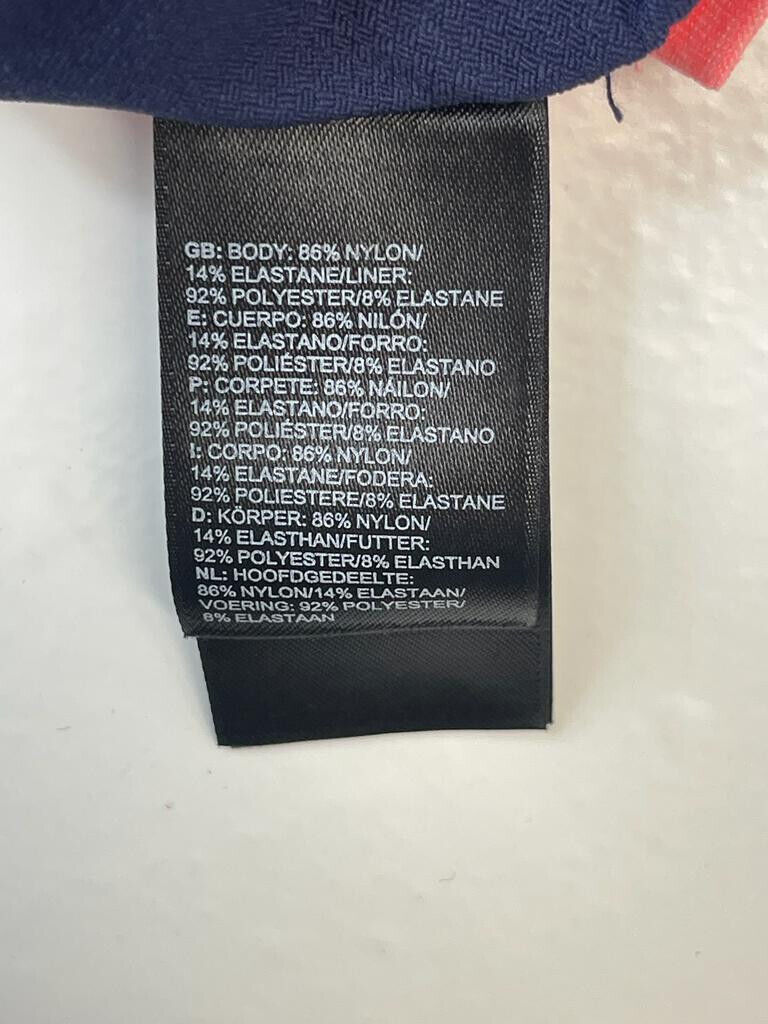 GB: BODY: 86% NYLON/
14% ELASTANE/LINER:
92% POLYESTER/8% ELASTANE
E: CUERPO: 86% NILÓN/
14% ELASTANO/FORRO:
92% POLIÉSTER/8% ELASTANO
P: CORPETE: 86% NÁILON/
14% ELASTANO/FORRO:
92% POLIÉSTER/8% ELASTANO
I: CORPO: 86% NYLON/
14% ELASTANE/FODERA:
92% POLIESTERE/8% ELASTANE
D: KÖRPER: 86% NYLON/
14% ELASTHAN/FUTTER:
92% POLYESTER/8% ELASTHAN
NL: HOOFDGEDEELTE:
86% NYLON/14% ELASTAAN/
VOERING: 92% POLYESTER/
8% ELASTAAN